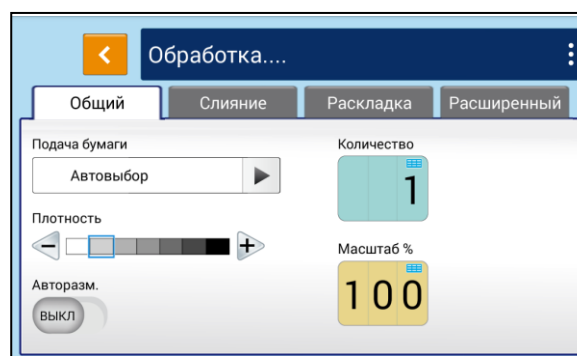 Обработка....
Общий Слияние Раскладка Расширенный
Подача бумаги
Автовыбор
Плотность
Авторазм.
ВЫКЛ
Количество
1
Масштаб %
100